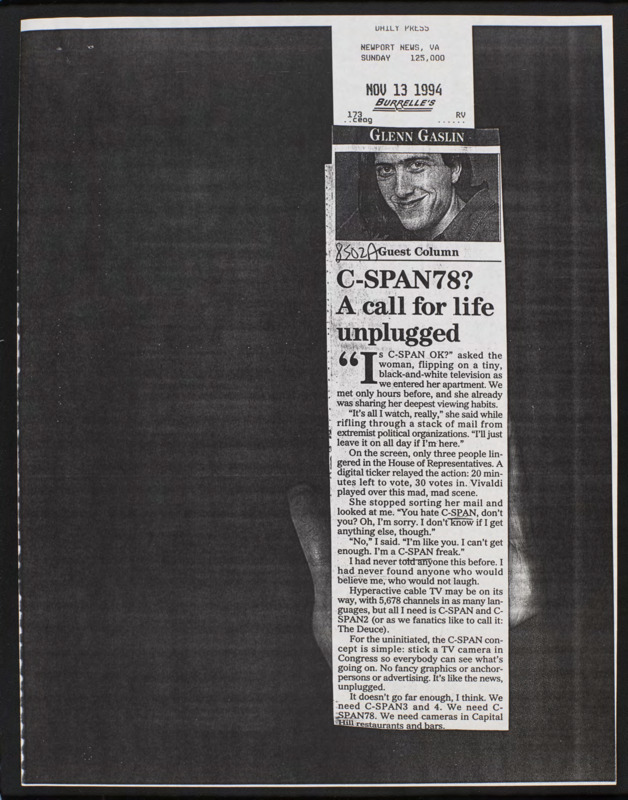 DAILY PRESS
NEWPORT NEWS, VA
SUNDAY 125,000
NOV 13 1994
BURRELLE'S
173 RV
..ceag ......
GLENN GASLIN
8502A Guest Column
C-SPAN78?
A call for life
unplugged
“Is C-SPAN OK?” asked the
woman, flipping on a tiny,
black-and-white television as
we entered her apartment. We
met only hours before, and she already
was sharing her deepest viewing habits.
“It’s all I watch, really,” she said while
rifling through a stack of mail from
extremist political organizations. “I’ll just
leave it on all day if I’m here.”
On the screen, only three people lin-
gered in the House of Representatives. A
digital ticker relayed the action: 20 min-
utes left to vote, 30 votes in. Vivaldi
played over this mad, mad scene.
She stopped sorting her mail and
looked at me. “You hate C-SPAN, don’t
you? Oh, I’m sorry. I don’t know if I get
anything else, though.”
“No,” I said. “I’m like you. I can’t get
enough. I’m a C-SPAN freak.”
I had never told anyone this before. I
had never found anyone who would
believe me, who would not laugh.
Hyperactive cable TV may be on its
way, with 5,678 channels in as many lan-
guages, but all I need is C-SPAN and C-
SPAN2 (or as we fanatics like to call it:
The Deuce).
For the uninitiated, the C-SPAN con-
cept is simple: stick a TV camera in
Congress so everybody can see what’s
going on. No fancy graphics or anchor-
persons or advertising. It’s like the news,
unplugged.
It doesn’t go far enough, I think. We
need C-SPAN3 and 4. We need C-
SPAN78. We need cameras in Capital
Hill restaurants and bars.